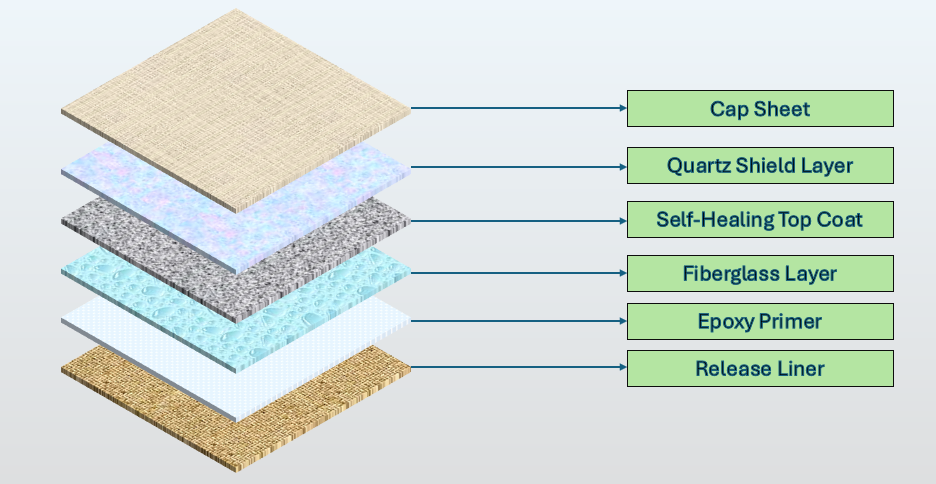 Cap Sheet
Quartz Shield Layer
Self-Healing Top Coat
Fiberglass Layer
Epoxy Primer
Release Liner